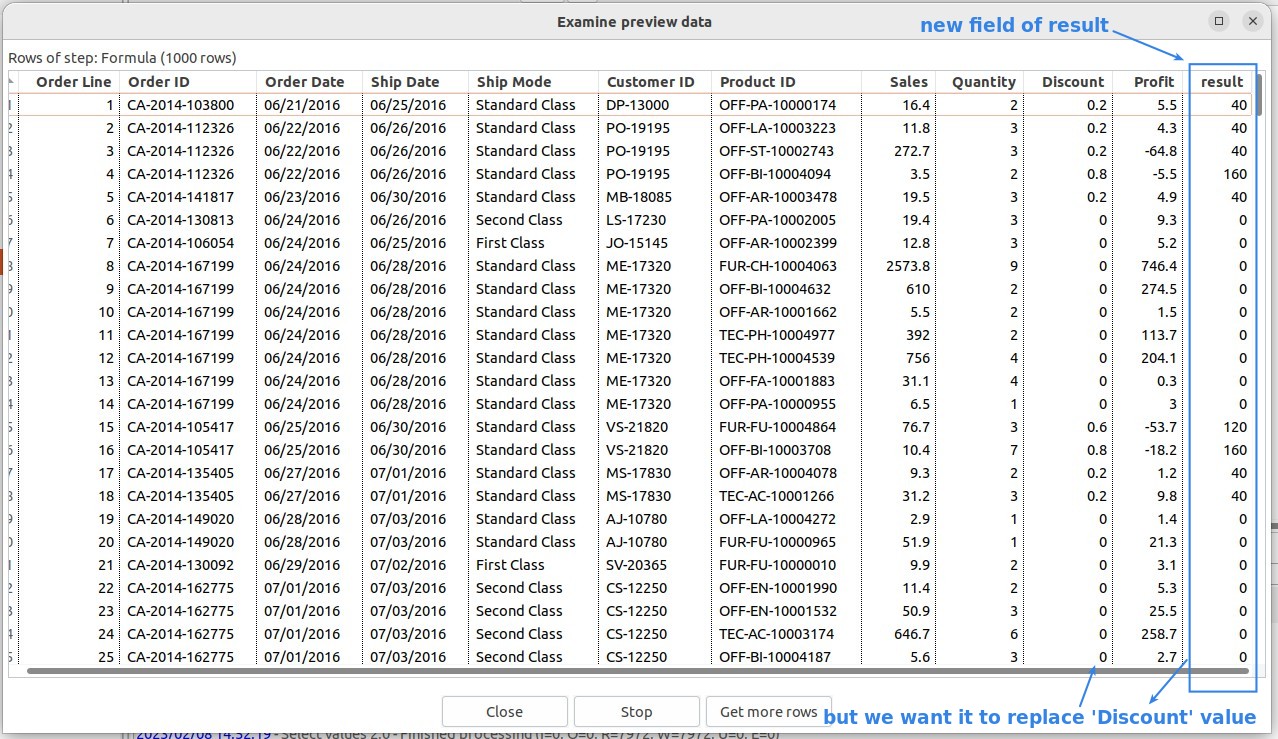 Examine preview data
new field of result
Rows of step: Formula (1000 rows)
Order Line Order ID Order Date Ship Date Ship Mode Customer ID Product ID Sales Quantity Discount Profit result
1 CA-2014-103800 06/21/2016 06/25/2016 Standard Class DP-13000 OFF-PA-10000174 16.4 2 0.2 5.5 40
2 CA-2014-112326 06/22/2016 06/26/2016 Standard Class PO-19195 OFF-LA-10003223 11.8 3 0.2 4.3 40
3 CA-2014-112326 06/22/2016 06/26/2016 Standard Class PO-19195 OFF-ST-10002743 272.7 3 0.2 -64.8 40
4 CA-2014-112326 06/22/2016 06/26/2016 Standard Class PO-19195 OFF-BI-10004094 3.5 2 0.8 -5.5 160
5 CA-2014-141817 06/23/2016 06/30/2016 Standard Class MB-18085 OFF-AR-10003478 19.5 3 0.2 4.9 40
6 CA-2014-130813 06/24/2016 06/26/2016 Second Class LS-17230 OFF-PA-10002005 19.4 3 0 9.3 0
7 CA-2014-106054 06/24/2016 06/25/2016 First Class JO-15145 OFF-AR-10002399 12.8 3 0 5.2 0
8 CA-2014-167199 06/24/2016 06/28/2016 Standard Class ME-17320 FUR-CH-10004063 2573.8 9 0 746.4 0
9 CA-2014-167199 06/24/2016 06/28/2016 Standard Class ME-17320 OFF-BI-10004632 610 2 0 274.5 0
10 CA-2014-167199 06/24/2016 06/28/2016 Standard Class ME-17320 OFF-AR-10001662 5.5 2 0 1.5 0
11 CA-2014-167199 06/24/2016 06/28/2016 Standard Class ME-17320 TEC-PH-10004977 392 2 0 113.7 0
12 CA-2014-167199 06/24/2016 06/28/2016 Standard Class ME-17320 TEC-PH-10004539 756 4 0 204.1 0
13 CA-2014-167199 06/24/2016 06/28/2016 Standard Class ME-17320 OFF-FA-10001883 31.1 4 0 0.3 0
14 CA-2014-167199 06/24/2016 06/28/2016 Standard Class ME-17320 OFF-PA-10000955 6.5 1 0 3 0
15 CA-2014-105417 06/25/2016 06/30/2016 Standard Class VS-21820 FUR-FU-10004864 76.7 3 0.6 -53.7 120
16 CA-2014-105417 06/25/2016 06/30/2016 Standard Class VS-21820 OFF-BI-10003708 10.4 7 0.8 -18.2 160
17 CA-2014-135405 06/27/2016 07/01/2016 Standard Class MS-17830 OFF-AR-10004078 9.3 2 0.2 1.2 40
18 CA-2014-135405 06/27/2016 07/01/2016 Standard Class MS-17830 TEC-AC-10001266 31.2 3 0.2 9.8 40
19 CA-2014-149020 06/28/2016 07/03/2016 Standard Class AJ-10780 OFF-LA-10004272 2.9 1 0 1.4 0
20 CA-2014-149020 06/28/2016 07/03/2016 Standard Class AJ-10780 FUR-FU-10000965 51.9 1 0 21.3 0
21 CA-2014-130092 06/29/2016 07/02/2016 First Class SV-20365 FUR-FU-10000010 9.9 2 0 3.1 0
22 CA-2014-162775 07/01/2016 07/03/2016 Second Class CS-12250 OFF-EN-10001990 11.4 2 0 5.3 0
23 CA-2014-162775 07/01/2016 07/03/2016 Second Class CS-12250 OFF-EN-10001532 50.9 3 0 25.5 0
24 CA-2014-162775 07/01/2016 07/03/2016 Second Class CS-12250 TEC-AC-10003174 646.7 6 0 258.7 0
25 CA-2014-162775 07/01/2016 07/03/2016 Second Class CS-12250 OFF-BI-10004187 5.6 3 0 2.7 0
Close Stop Get more rows
but we want it to replace 'Discount' value
2023/02/08 14:32:19 - Select values 2.0 - Finished processing (I=0, O=0, R=7972, W=7972, U=0, E=0)